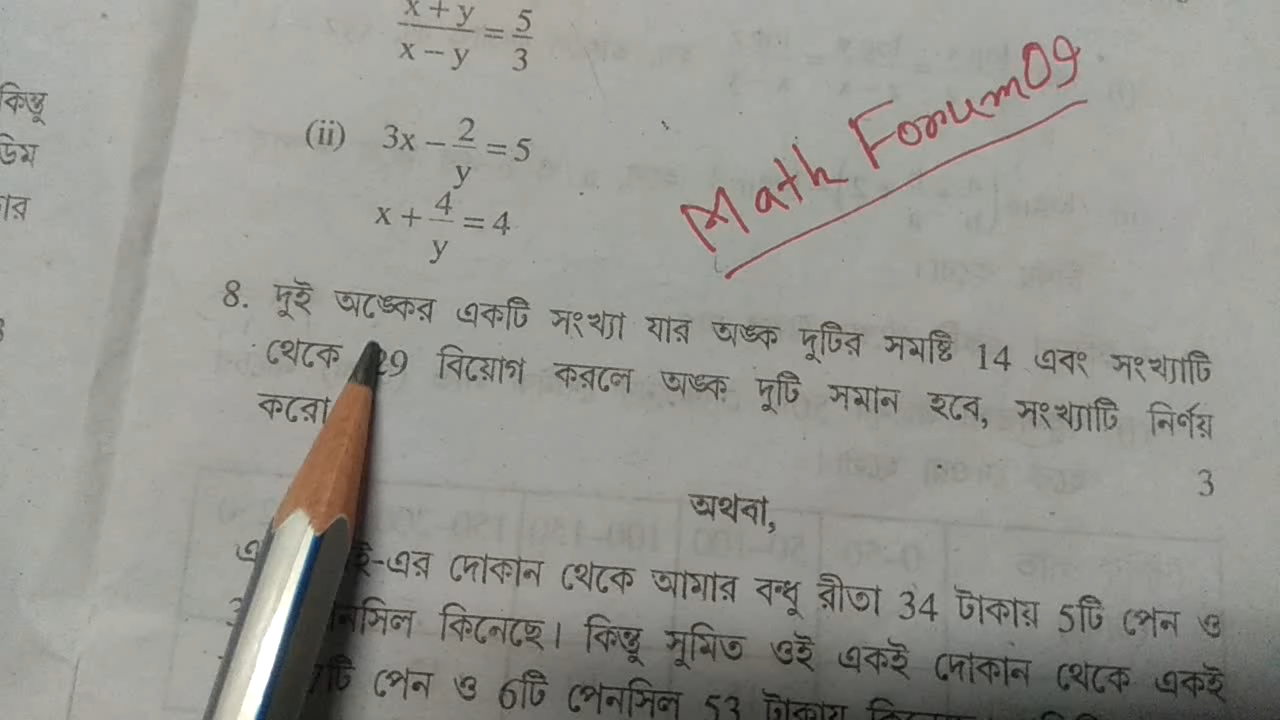 কিন্তু
ডিম
x + y / x − y = 5/3
(ii) 3x − 2/y = 5
x + 4/y = 4
Math Forum09
8. দুই অঙ্কের একটি সংখ্যা যার অঙ্ক দুটির সমষ্টি 14 এবং সংখ্যাটি
থেকে 29 বিয়োগ করলে অঙ্ক দুটি সমান হবে, সংখ্যাটি নির্ণয়
করো
3
অথবা,
-এর দোকান থেকে আমার বন্ধু রীতা 34 টাকায় 5টি পেন ও
কিনেছে। কিন্তু সুমিত ওই একই দোকান থেকে একই
পেন ও 6টি পেনসিল 53 টাকায়